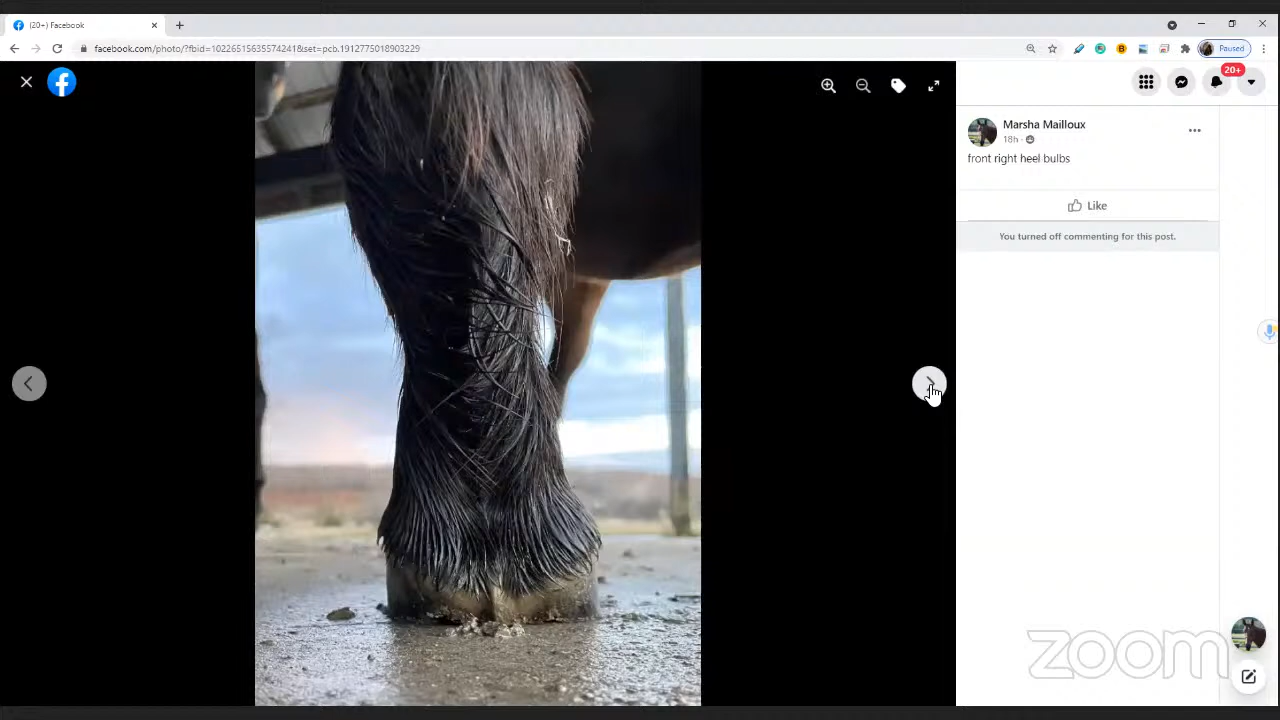 (20+) Facebook
facebook.com/photo/?fbid=10226515635574241&set=pcb.1912775018903229
Paused
20+
Marsha Mailloux
18h ·
front right heel bulbs
Like
You turned off commenting for this post.
zoom